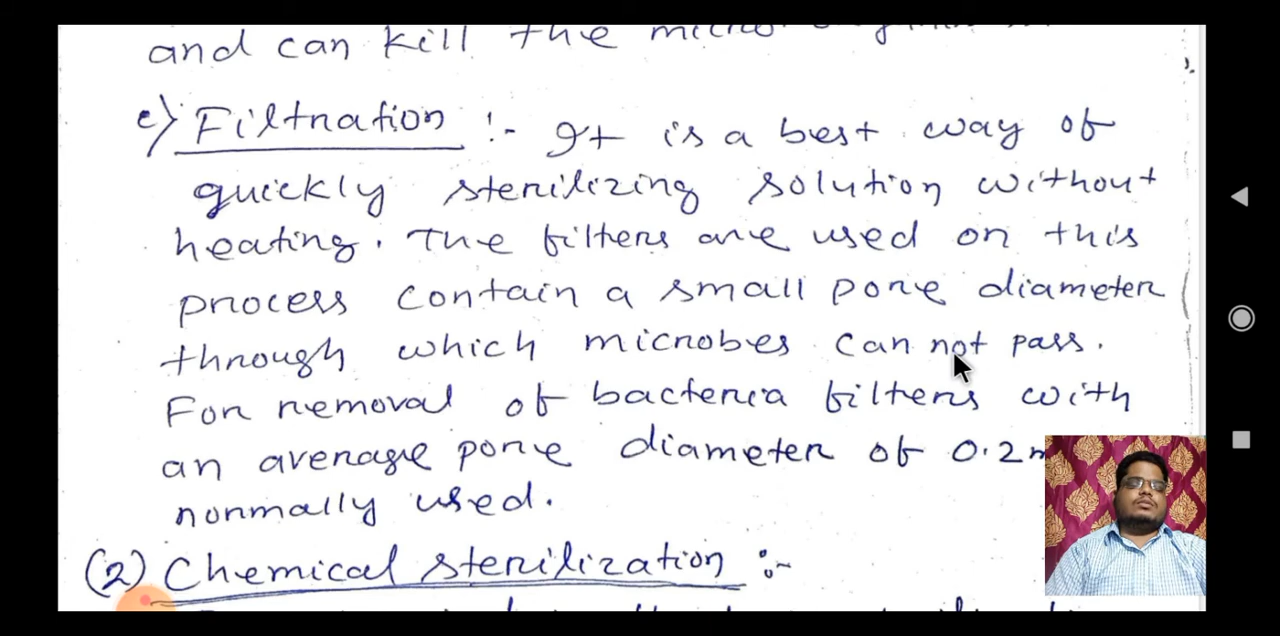 and can kill the micro
e) Filtration :- It is a best way of
quickly sterilizing solution without
heating. The filters are used on this
process contain a small pore diameter
through which microbes can not pass.
For removal of bacteria filters with
an average pore diameter of 0.2
normally used.
(2) Chemical sterilization :-